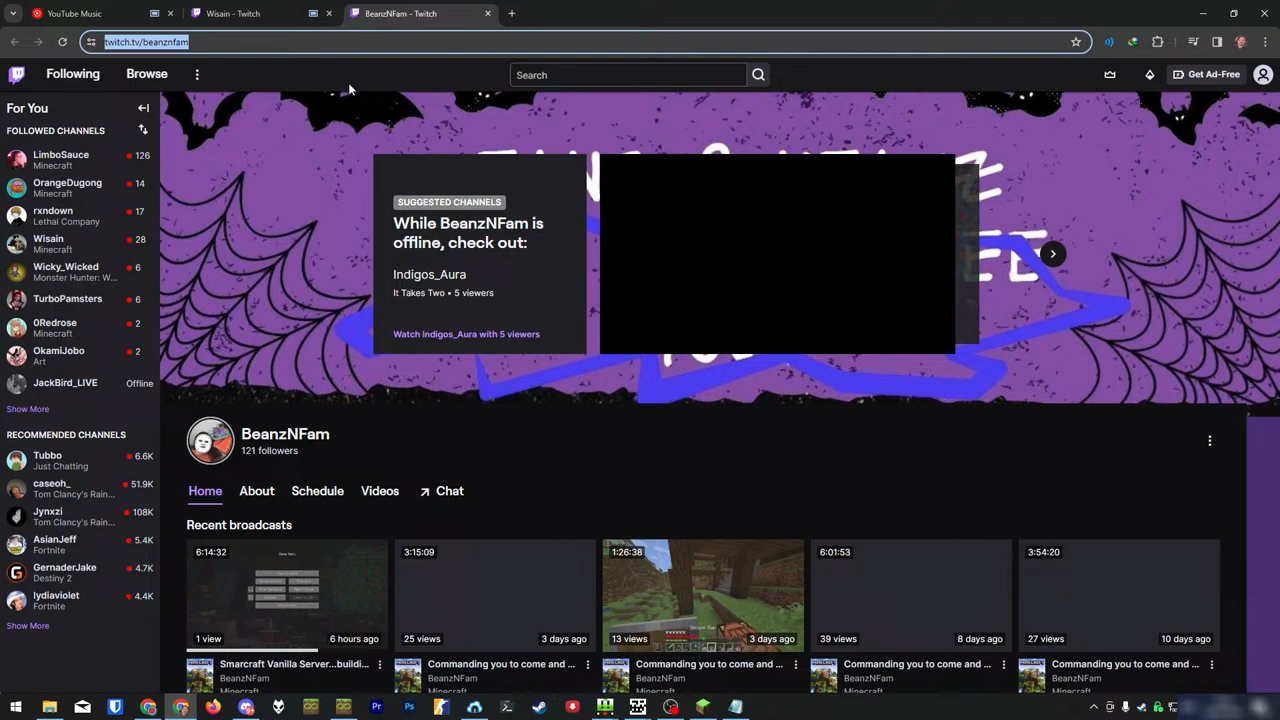 YouTube Music
Wisain - Twitch
BeanzNFam - Twitch
twitch.tv/beanznfam
Following
Browse
Search
Get Ad-Free
For You
FOLLOWED CHANNELS
LimboSauce
126
Minecraft
OrangeDugong
14
Minecraft
rxndown
17
Lethal Company
Wisain
28
Minecraft
Wicky_Wicked
6
Monster Hunter: W...
TurboPamsters
6
0Redrose
2
Minecraft
OkamiJobo
2
Art
JackBird_LIVE
Offline
Show More
RECOMMENDED CHANNELS
Tubbo
6.6K
Just Chatting
caseoh_
51.9K
Tom Clancy's Rain...
Jynxzi
108K
Tom Clancy's Rain...
AsianJeff
5.4K
Fortnite
GernaderJake
4.7K
Destiny 2
lydiaviolet
4.4K
Fortnite
Show More
SUGGESTED CHANNELS
While BeanzNFam is
offline, check out:
Indigos_Aura
It Takes Two • 5 viewers
Watch Indigos_Aura with 5 viewers
BeanzNFam
121 followers
Home
About
Schedule
Videos
Chat
Recent broadcasts
6:14:32
3:15:09
1:26:38
6:01:53
3:54:20
1 view
6 hours ago
25 views
3 days ago
13 views
3 days ago
39 views
8 days ago
27 views
10 days ago
Smarcraft Vanilla Server...buildi...
Commanding you to come and ...
Commanding you to come and ...
Commanding you to come and ...
Commanding you to come and ...
BeanzNFam
BeanzNFam
BeanzNFam
BeanzNFam
BeanzNFam
Minecraft
Minecraft
Minecraft
Minecraft
Minecraft